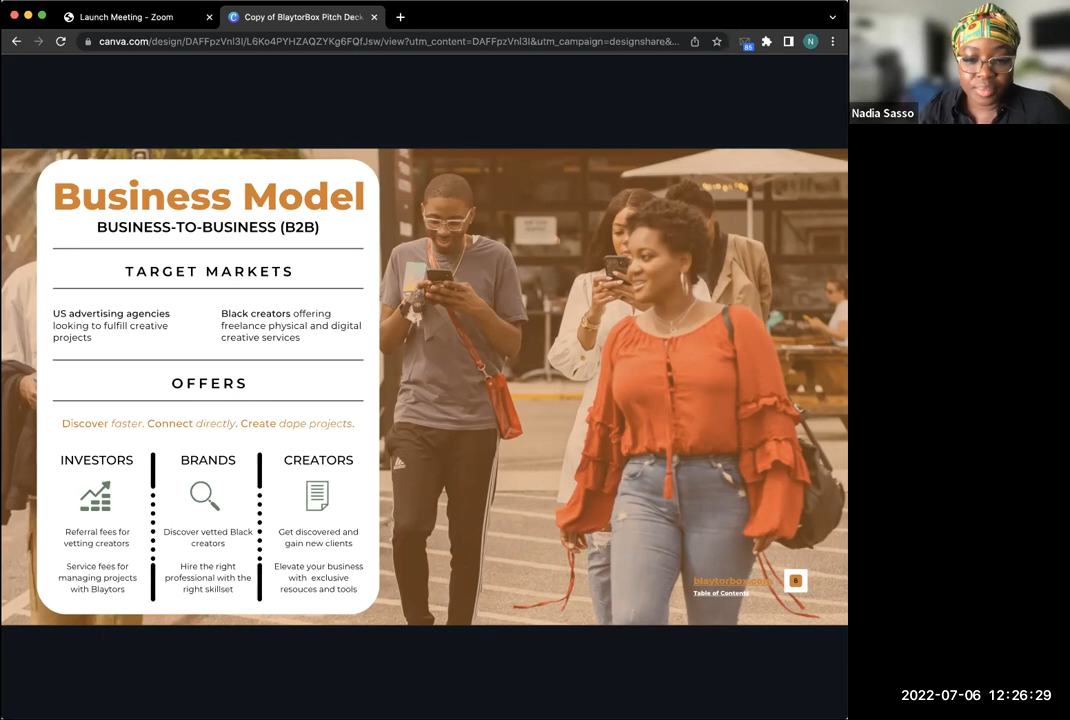 Launch Meeting - Zoom
Copy of BlaytorBox Pitch Deck
canva.com/design/DAFFpzVnl3I/L6Ko4PYHZAQZYKg6FQfJsw/view?utm_content=DAFFpzVnl3I&utm_campaign=designshare&...
85
N
Nadia Sasso
Business Model
BUSINESS-TO-BUSINESS (B2B)
TARGET MARKETS
US advertising agencies
looking to fulfill creative
projects
Black creators offering
freelance physical and digital
creative services
OFFERS
Discover faster. Connect directly. Create dope projects.
INVESTORS
Referral fees for
vetting creators
Service fees for
managing projects
with Blaytors
BRANDS
Discover vetted Black
creators
Hire the right
professional with the
right skillset
CREATORS
Get discovered and
gain new clients
Elevate your business
with exclusive
resouces and tools
blaytorbox.com
Table of Contents
6
2022-07-06 12:26:29